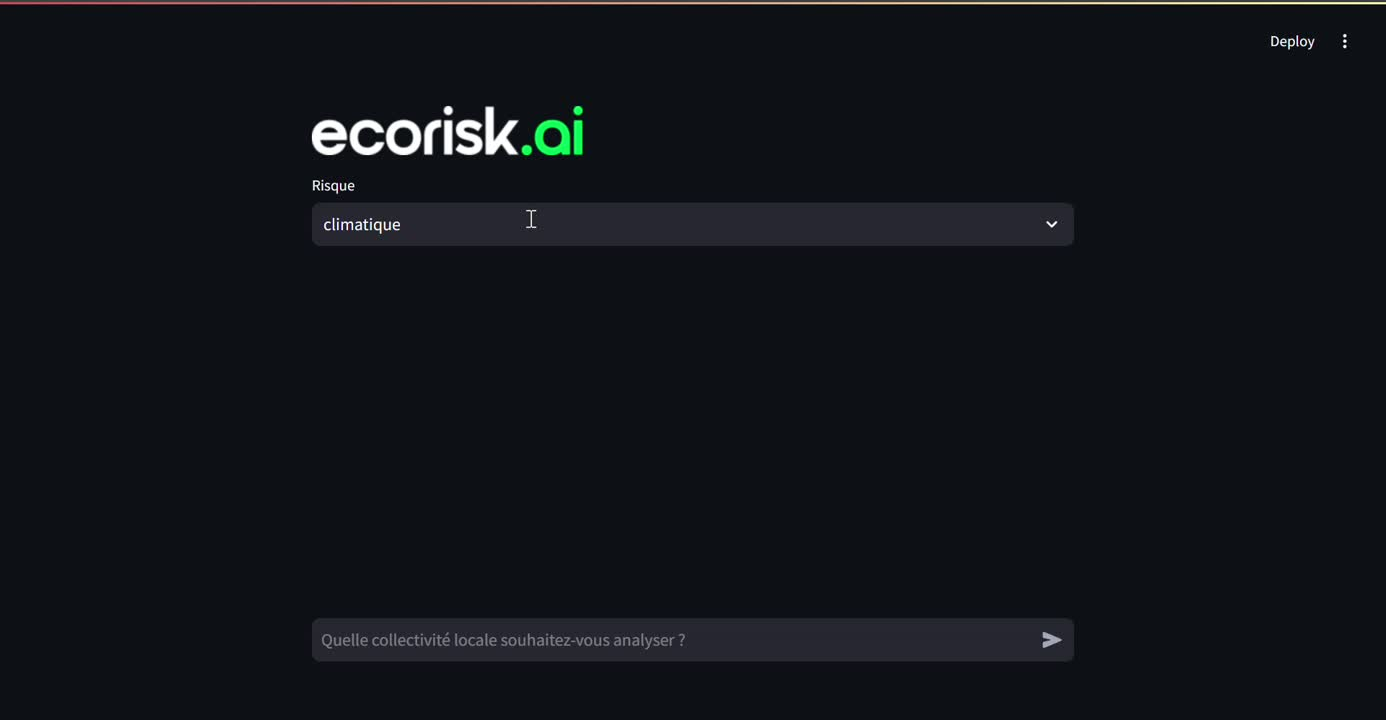 Deploy
ecorisk.ai
Risque
climatique
Quelle collectivité locale souhaitez-vous analyser ?